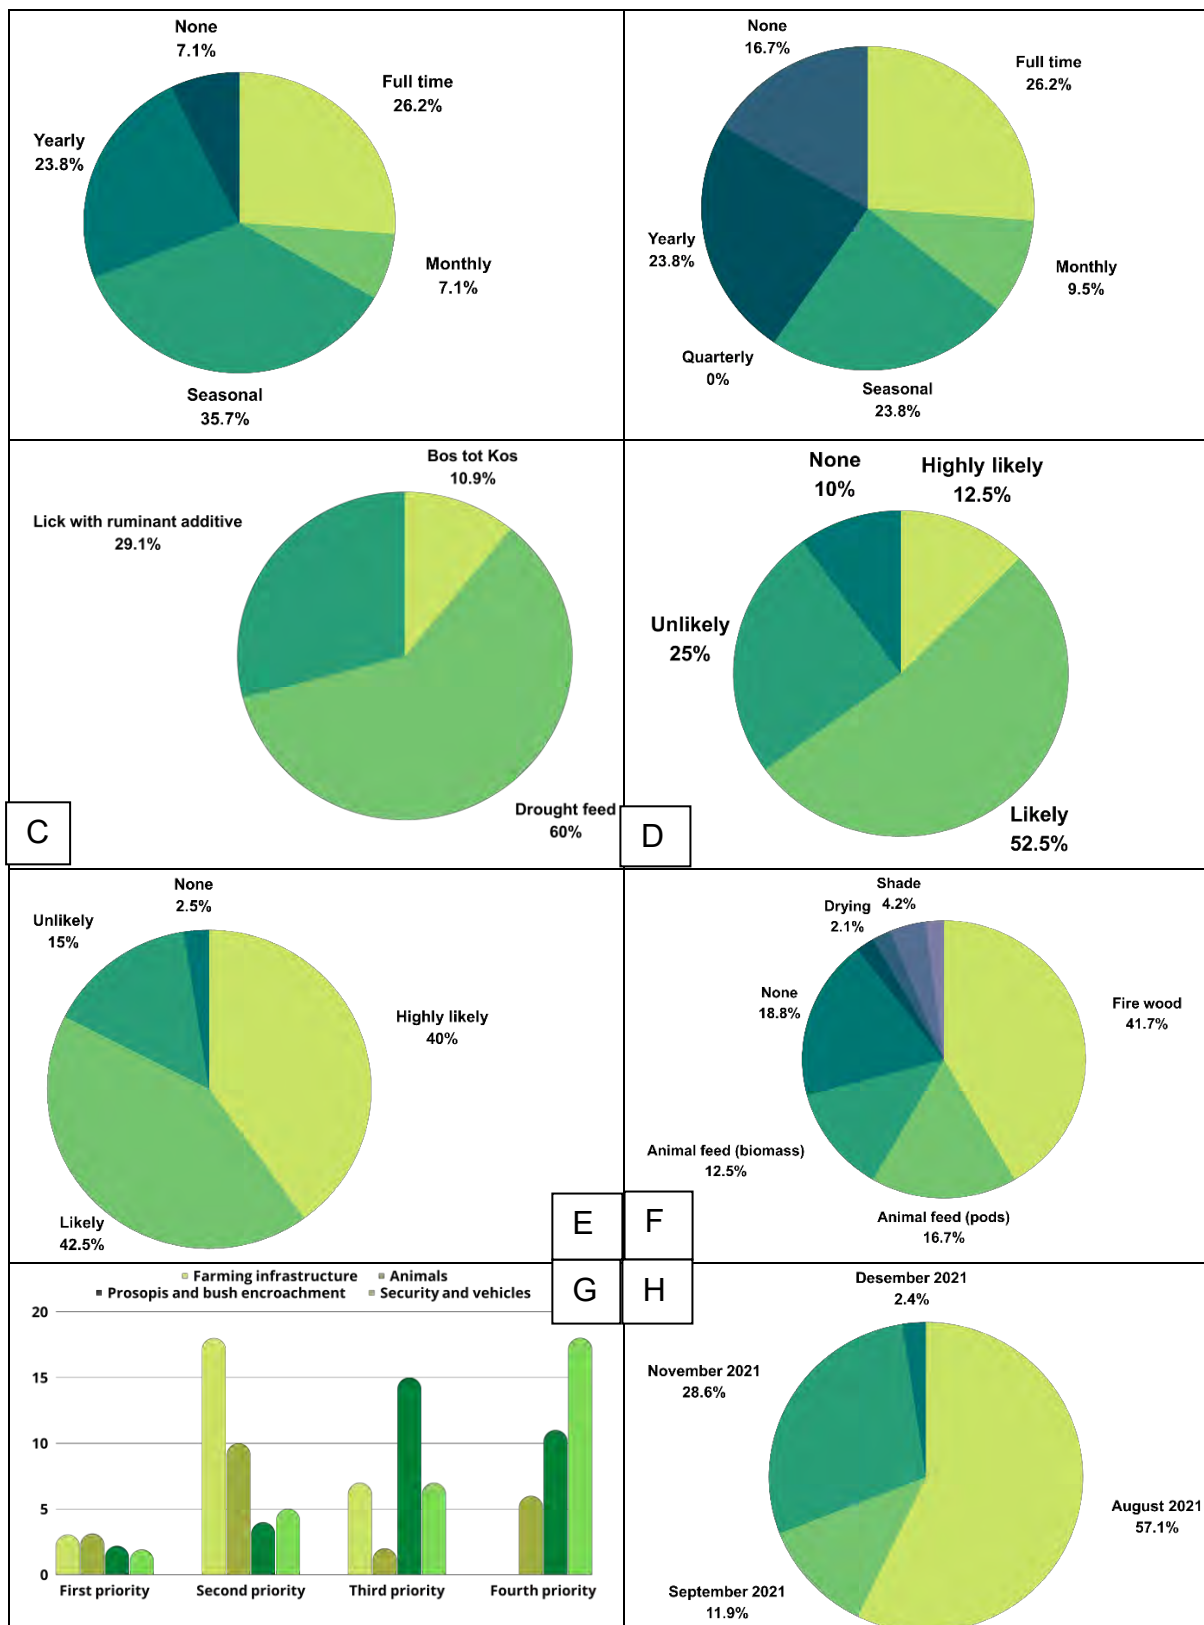 None
7.1%
Full time
26.2%
Yearly
23.8%
Monthly
7.1%
Seasonal
35.7%
None
16.7%
Full time
26.2%
Yearly
23.8%
Monthly
9.5%
Quarterly
0%
Seasonal
23.8%
Bos tot Kos
10.9%
Lick with ruminant additive
29.1%
Drought feed
60%
C
None
10%
Highly likely
12.5%
Unlikely
25%
Likely
52.5%
D
None
2.5%
Unlikely
15%
Highly likely
40%
Likely
42.5%
E
Shade
4.2%
Drying
2.1%
None
18.8%
Fire wood
41.7%
Animal feed (biomass)
12.5%
Animal feed (pods)
16.7%
F
Farming infrastructure Animals
Prosopis and bush encroachment Security and vehicles
G
20
15
10
5
0
First priority Second priority Third priority Fourth priority
H
Desember 2021
2.4%
November 2021
28.6%
August 2021
57.1%
September 2021
11.9%